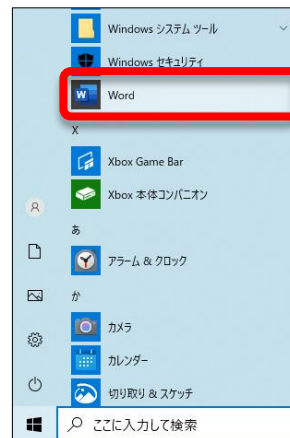 Windows システム ツール
Windows セキュリティ
Word
X
Xbox Game Bar
Xbox 本体コンパニオン
あ
アラーム & クロック
か
カメラ
カレンダー
切り取り & スケッチ
ここに入力して検索